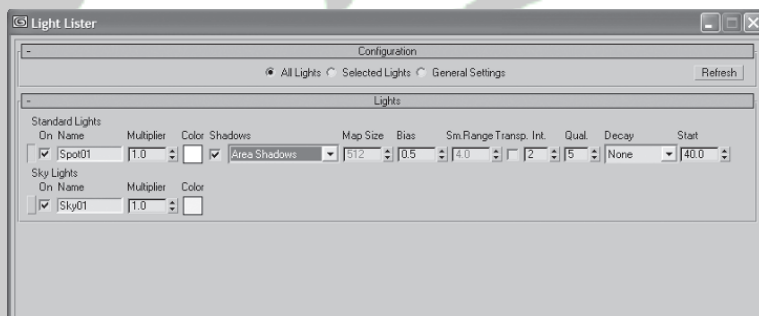 Light Lister
Configuration
All Lights Selected Lights General Settings Refresh
Lights
Standard Lights
On Name Multiplier Color Shadows Map Size Bias Sm.Range Transp. Int. Qual. Decay Start
Spot01 1.0 Area Shadows 512 0.5 4.0 2 5 None 40.0
Sky Lights
On Name Multiplier Color
Sky01 1.0